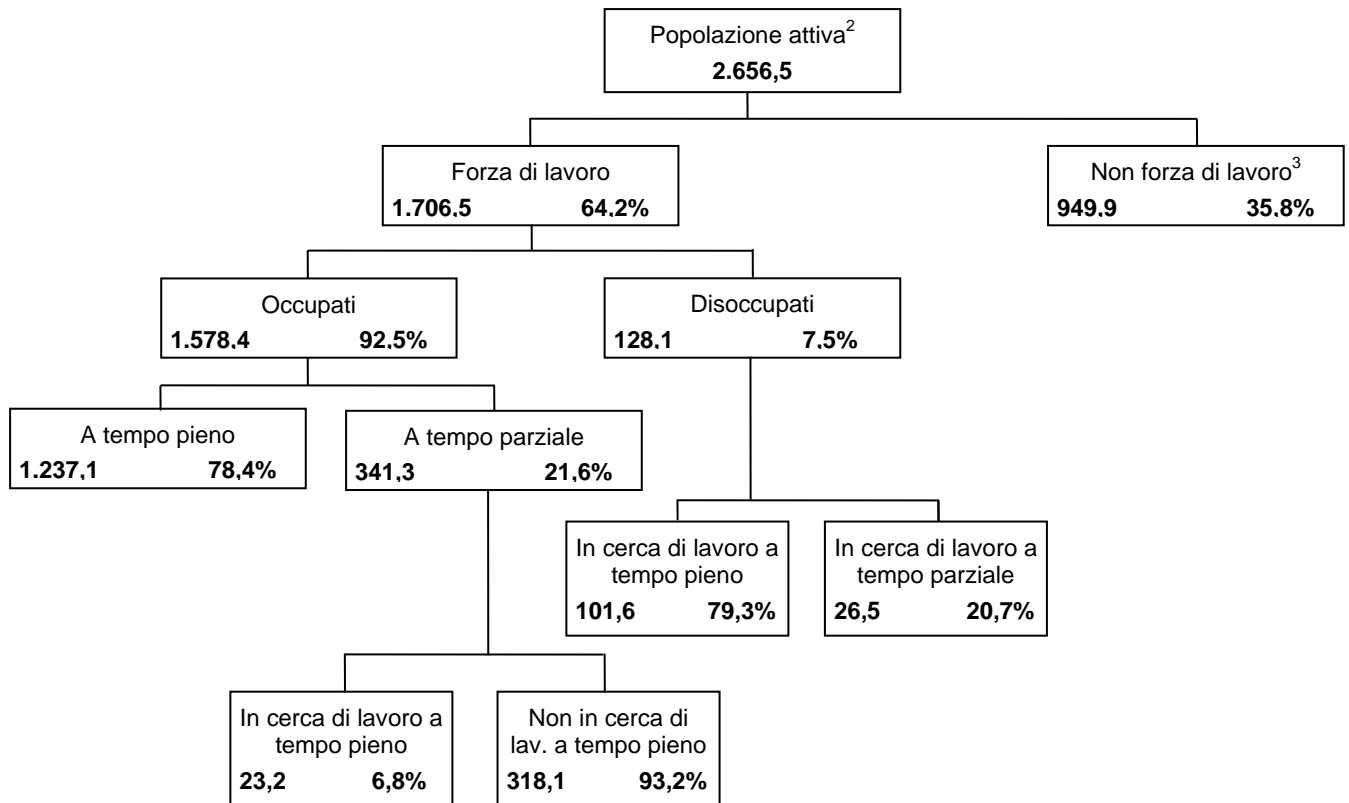 Popolazione attiva²
2.656,5
Forza di lavoro
1.706,5 64,2%
Non forza di lavoro³
949,9 35,8%
Occupati
1.578,4 92,5%
Disoccupati
128,1 7,5%
A tempo pieno
1.237,1 78,4%
A tempo parziale
341,3 21,6%
In cerca di lavoro a
tempo pieno
101,6 79,3%
In cerca di lavoro a
tempo parziale
26,5 20,7%
In cerca di lavoro a
tempo pieno
23,2 6,8%
Non in cerca di
lav. a tempo pieno
318,1 93,2%